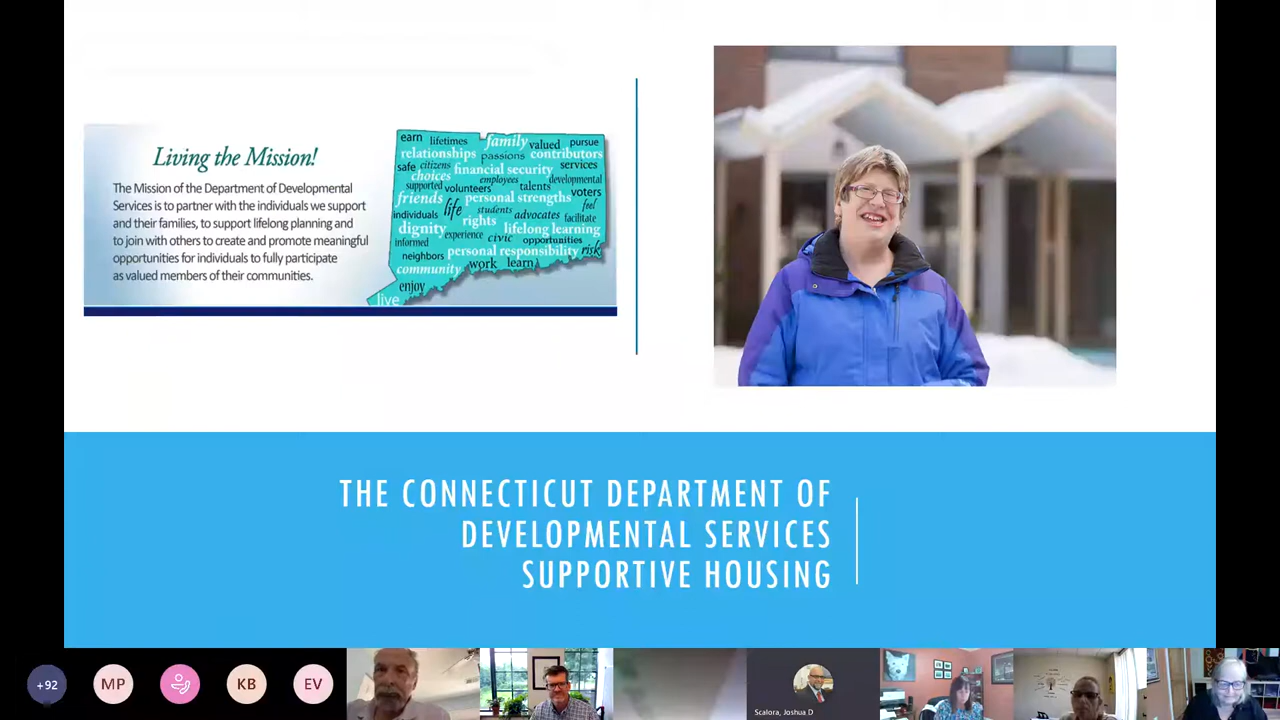 Living the Mission!
The Mission of the Department of Developmental
Services is to partner with the individuals we support
and their families, to support lifelong planning and
to join with others to create and promote meaningful
opportunities for individuals to fully participate
as valued members of their communities.
earn lifetimes family valued pursue
relationships passions contributors
safe citizens financial security services
choices employees developmental
supported volunteers talents voters
friends personal strengths feel
individuals life students advocates facilitate
dignity rights lifelong learning
informed experience civic opportunities
neighbors personal responsibility risk
community work learn
enjoy
live
THE CONNECTICUT DEPARTMENT OF
DEVELOPMENTAL SERVICES
SUPPORTIVE HOUSING
+92 MP KB EV
Scalora, Joshua D